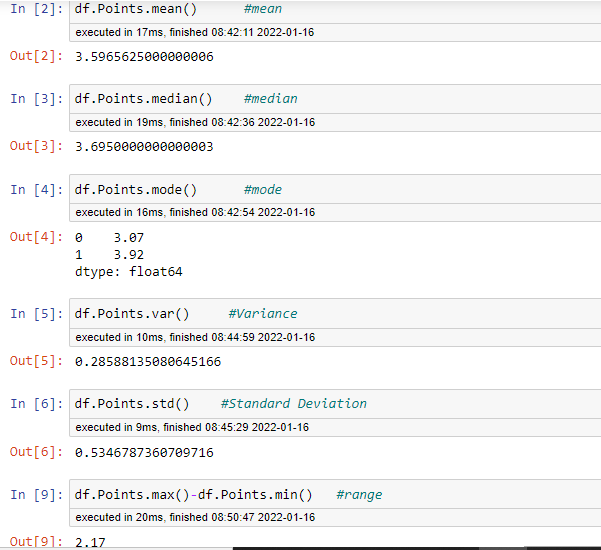 In [2]: df.Points.mean()      #mean
executed in 17ms, finished 08:42:11 2022-01-16
Out[2]: 3.5965625000000006
In [3]: df.Points.median()    #median
executed in 19ms, finished 08:42:36 2022-01-16
Out[3]: 3.6950000000000003
In [4]: df.Points.mode()      #mode
executed in 16ms, finished 08:42:54 2022-01-16
Out[4]: 0    3.07
1    3.92
dtype: float64
In [5]: df.Points.var()     #Variance
executed in 10ms, finished 08:44:59 2022-01-16
Out[5]: 0.28588135080645166
In [6]: df.Points.std()    #Standard Deviation
executed in 9ms, finished 08:45:29 2022-01-16
Out[6]: 0.5346787360709716
In [9]: df.Points.max()-df.Points.min()   #range
executed in 20ms, finished 08:50:47 2022-01-16
Out[9]: 2.17